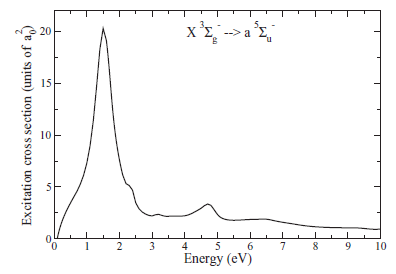 X ³Σg⁻ --> a ⁵Σu⁻
Excitation cross section (units of a₀²)
20
15
10
5
0
0 1 2 3 4 5 6 7 8 9 10
Energy (eV)